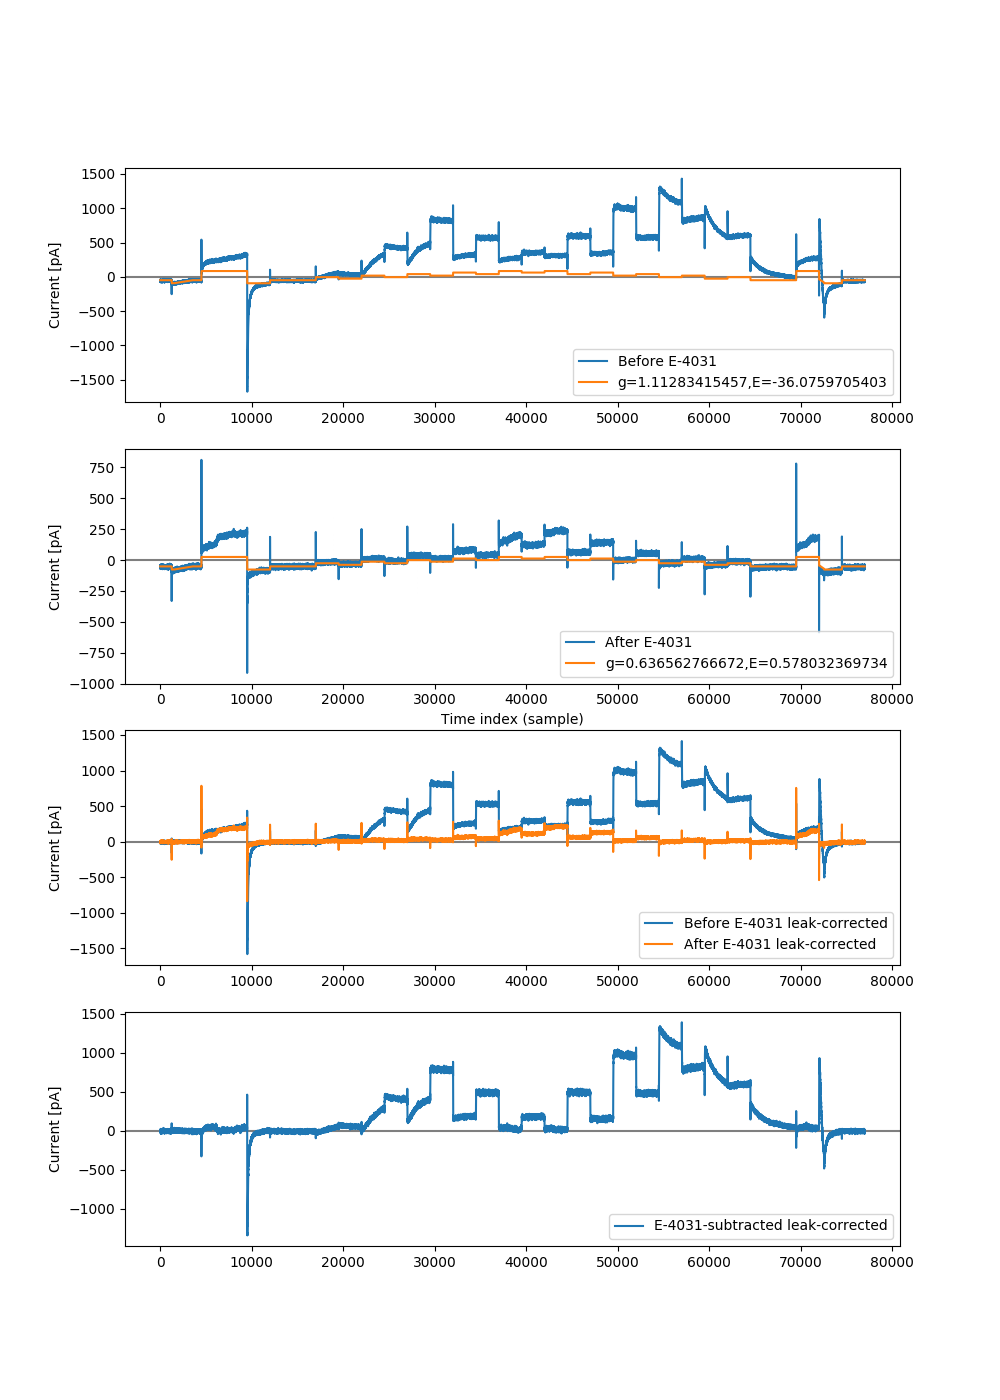 1500
1000
500
0
−500
−1000
−1500
Current [pA]
Before E-4031
g=1.11283415457,E=-36.0759705403
0 10000 20000 30000 40000 50000 60000 70000 80000
750
500
250
0
−250
−500
−750
−1000
Current [pA]
After E-4031
g=0.636562766672,E=0.578032369734
0 10000 20000 30000 40000 50000 60000 70000 80000
Time index (sample)
1500
1000
500
0
−500
−1000
−1500
Current [pA]
Before E-4031 leak-corrected
After E-4031 leak-corrected
0 10000 20000 30000 40000 50000 60000 70000 80000
1500
1000
500
0
−500
−1000
Current [pA]
E-4031-subtracted leak-corrected
0 10000 20000 30000 40000 50000 60000 70000 80000